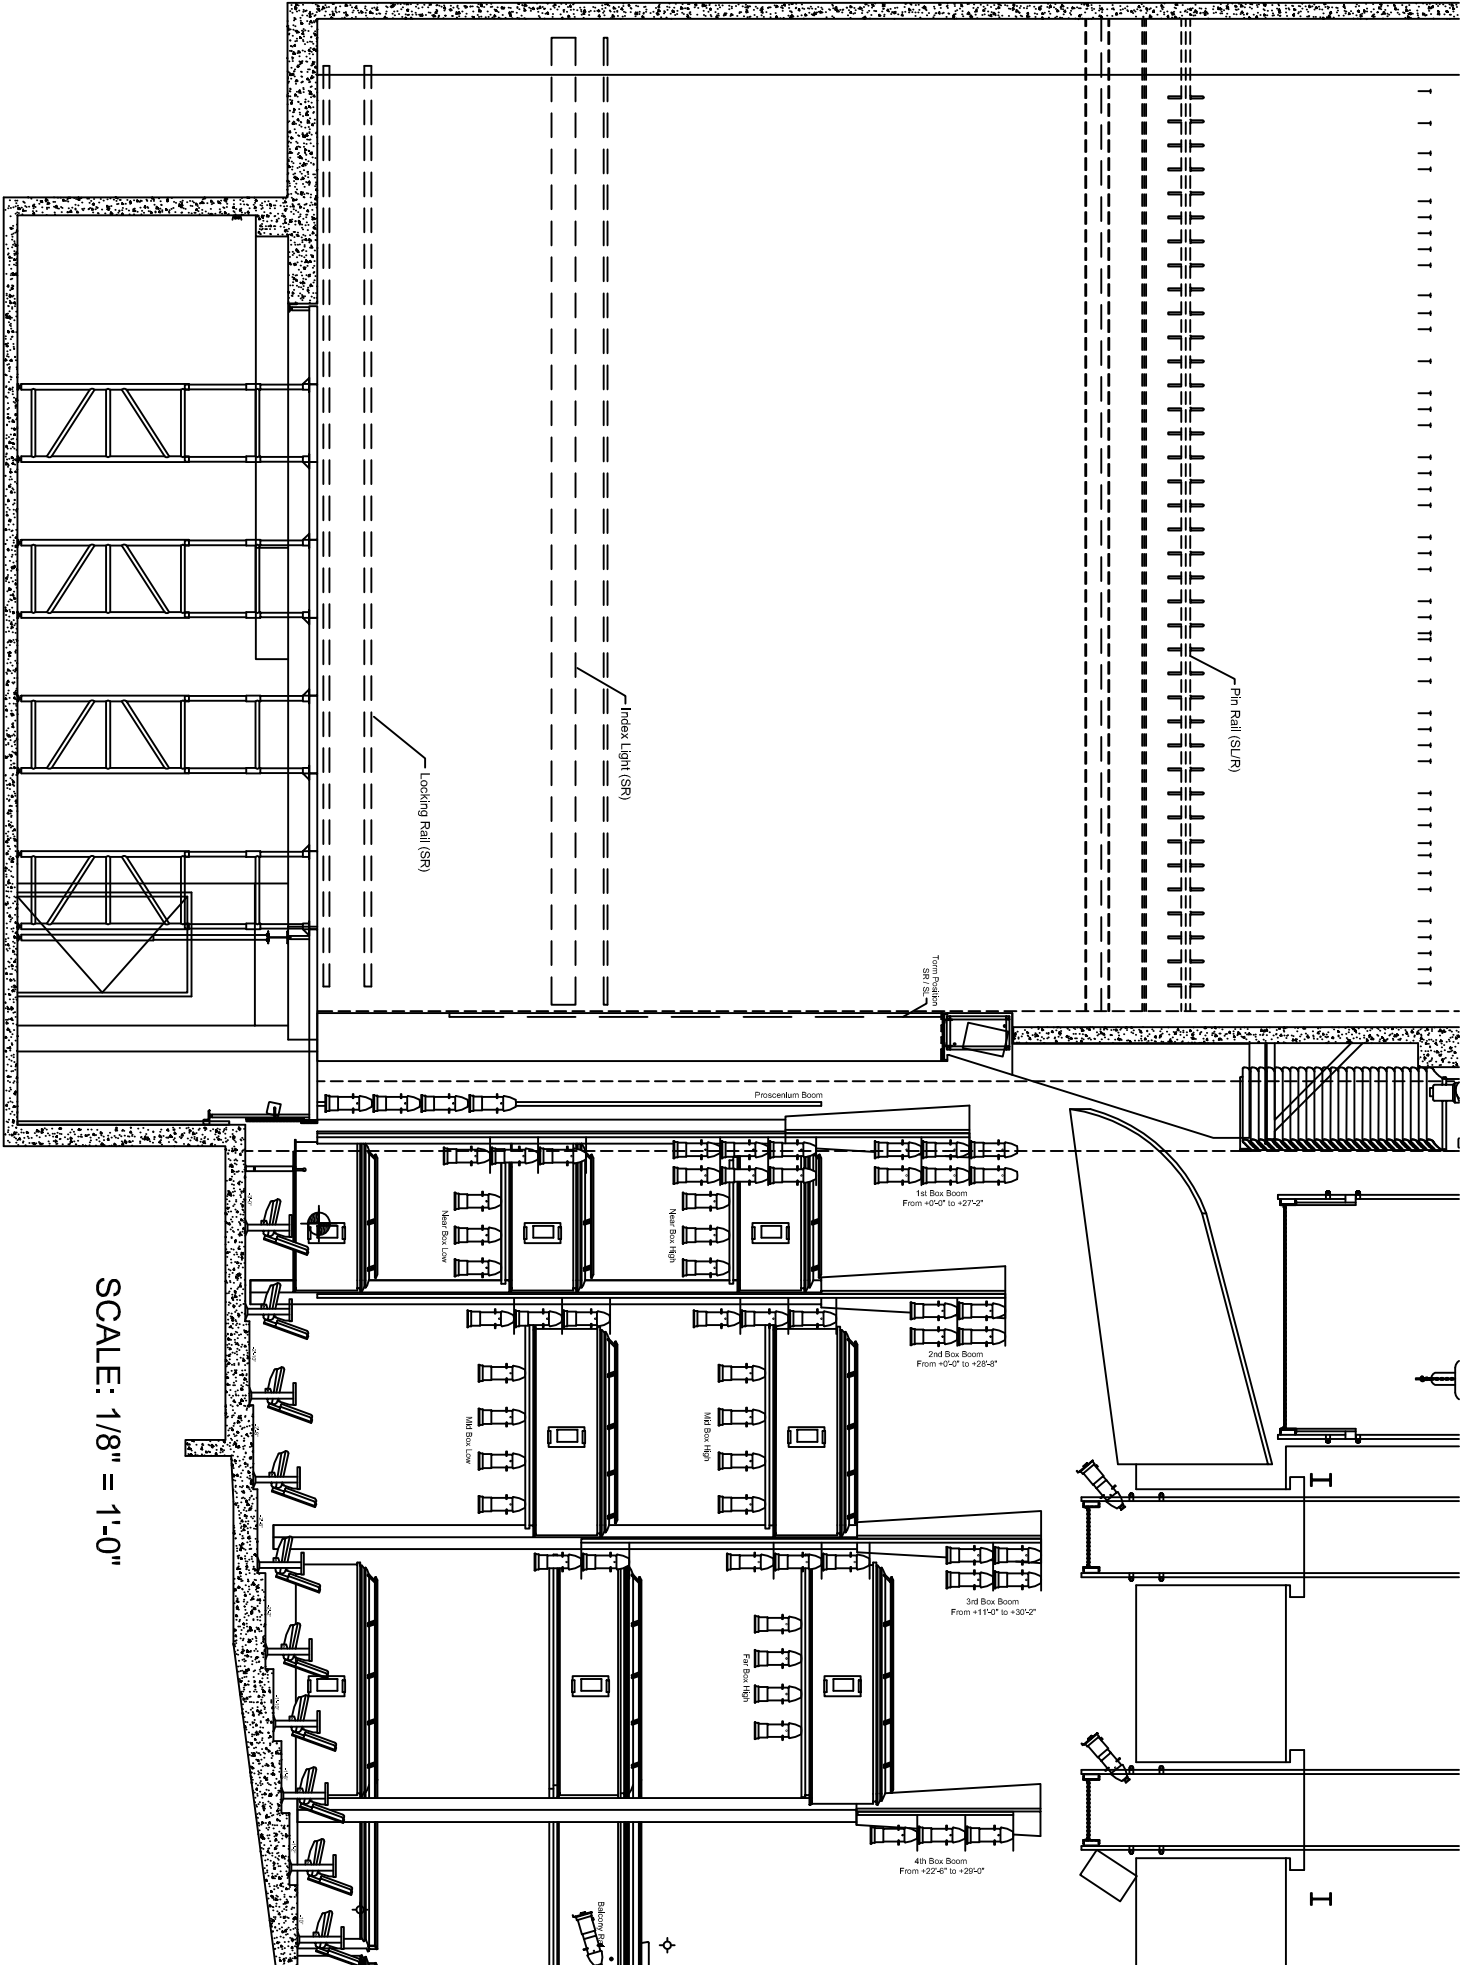 Pin Rail (SL/R)
Index Light (SR)
Locking Rail (SR)
Torm Position
SR / SL
Proscenium Boom
1st Box Boom
From +0'-0" to +27'-2"
Near Box Low
Near Box High
2nd Box Boom
From +0'-0" to +28'-8"
Mid Box Low
Mid Box High
3rd Box Boom
From +11'-0" to +30'-2"
Far Box High
4th Box Boom
From +22'-6" to +29'-0"
Balcony
SCALE: 1/8" = 1'-0"